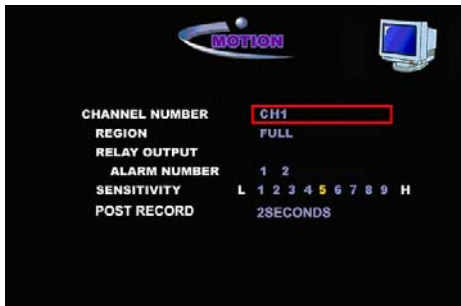 MOTION
CHANNEL NUMBER CH1
REGION FULL
RELAY OUTPUT
ALARM NUMBER 1 2
SENSITIVITY L 1 2 3 4 5 6 7 8 9 H
POST RECORD 2SECONDS